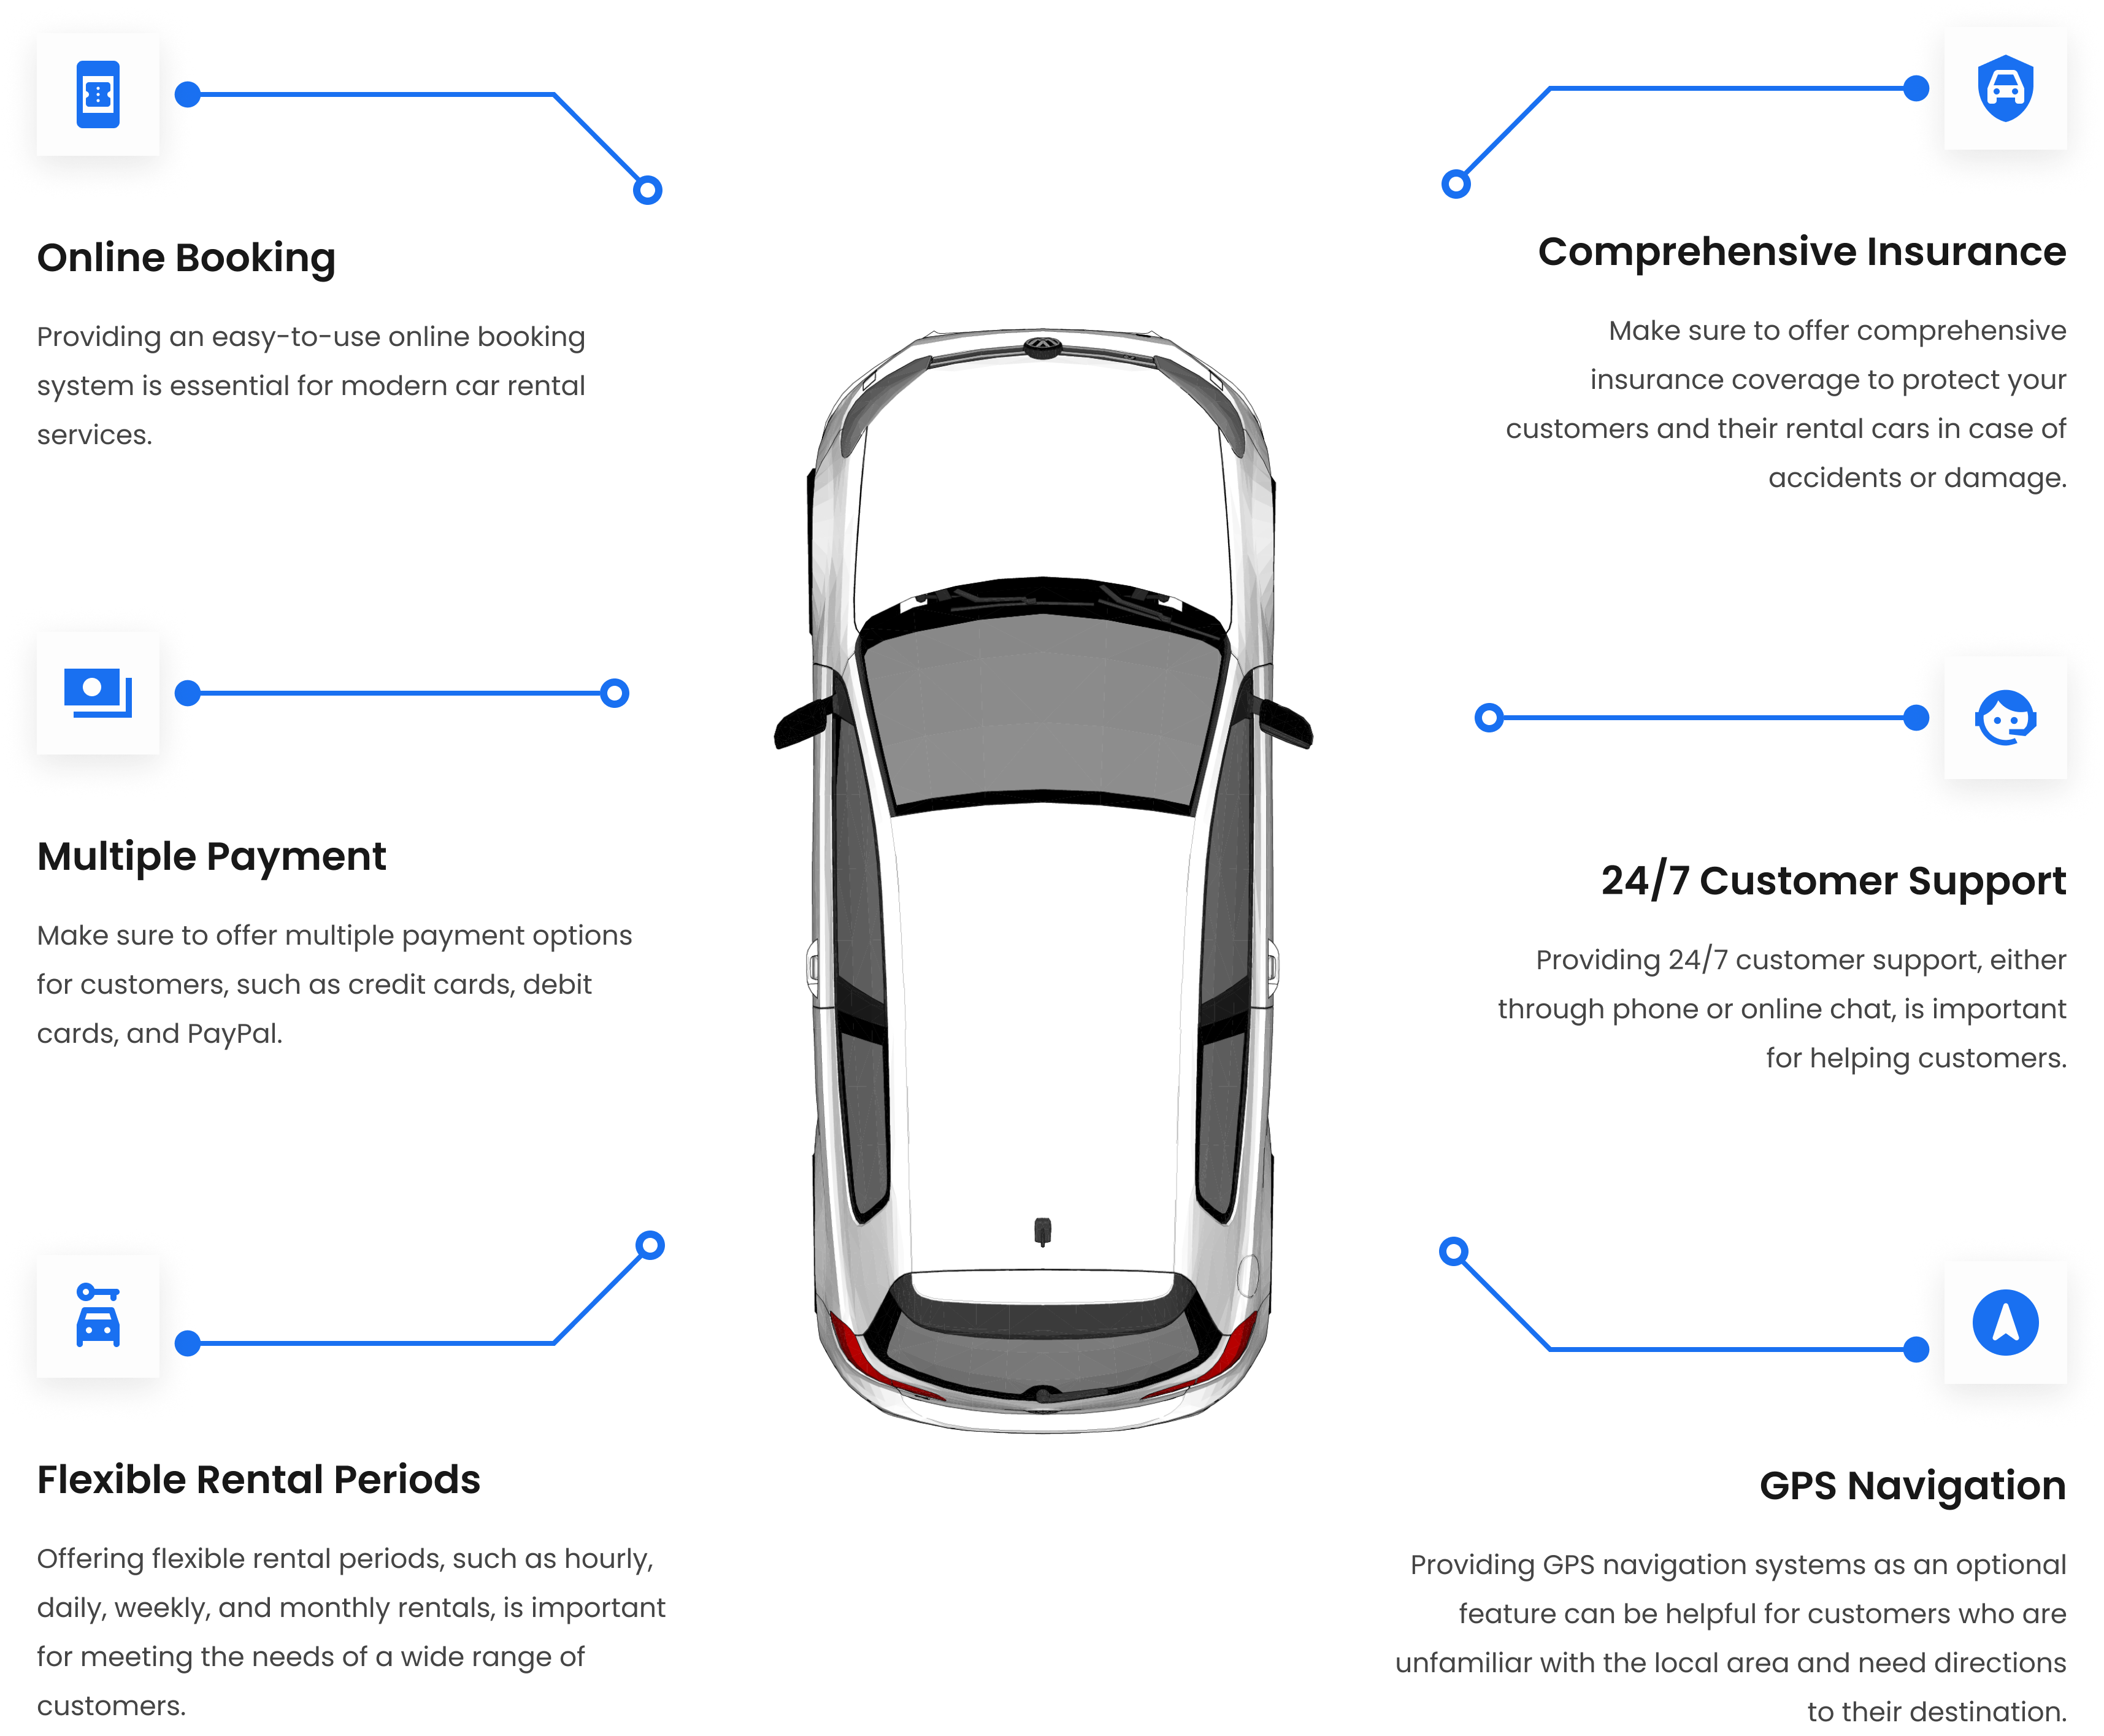 Online Booking
Providing an easy-to-use online booking
system is essential for modern car rental
services.
Multiple Payment
Make sure to offer multiple payment options
for customers, such as credit cards, debit
cards, and PayPal.
Flexible Rental Periods
Offering flexible rental periods, such as hourly,
daily, weekly, and monthly rentals, is important
for meeting the needs of a wide range of
customers.
Comprehensive Insurance
Make sure to offer comprehensive
insurance coverage to protect your
customers and their rental cars in case of
accidents or damage.
24/7 Customer Support
Providing 24/7 customer support, either
through phone or online chat, is important
for helping customers.
GPS Navigation
Providing GPS navigation systems as an optional
feature can be helpful for customers who are
unfamiliar with the local area and need directions
to their destination.